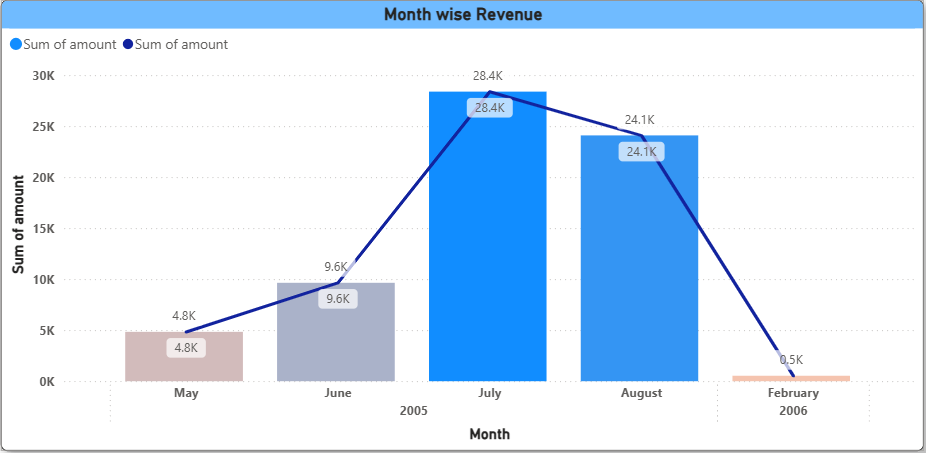 Month wise Revenue
Sum of amount Sum of amount
30K
25K
20K
15K
10K
5K
0K
Sum of amount
4.8K
4.8K
9.6K
9.6K
28.4K
28.4K
24.1K
24.1K
0.5K
May June July August February
2005 2006
Month